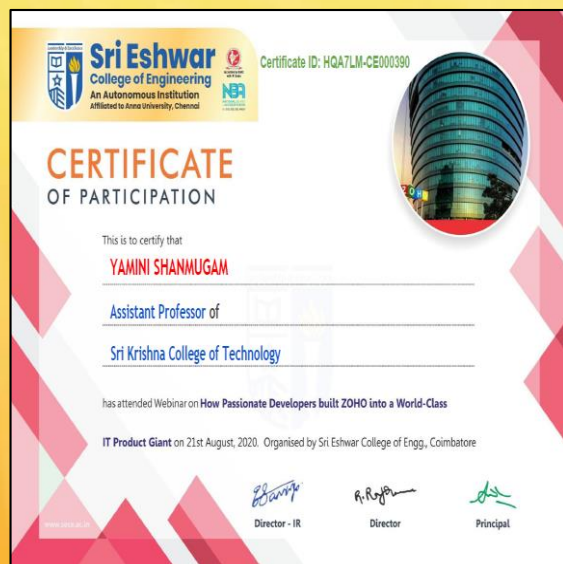 Sri Eshwar
College of Engineering
An Autonomous Institution
Affiliated to Anna University, Chennai
NBA
Certificate ID: HQA7LM-CE000390
CERTIFICATE
OF PARTICIPATION
This is to certify that
YAMINI SHANMUGAM
Assistant Professor of
Sri Krishna College of Technology
has attended Webinar on How Passionate Developers built ZOHO into a World-Class
IT Product Giant on 21st August, 2020. Organised by Sri Eshwar College of Engg., Coimbatore
Director - IR
Director
Principal